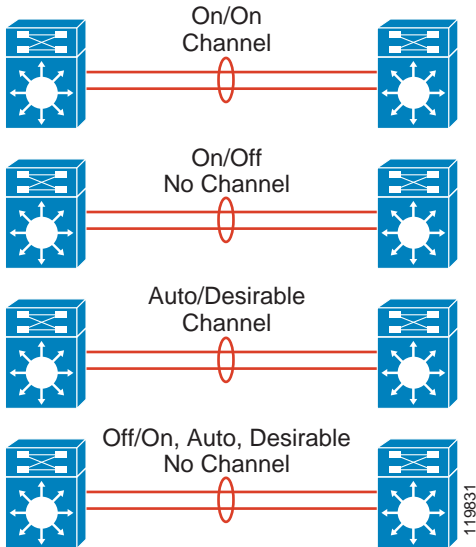 On/On
Channel
On/Off
No Channel
Auto/Desirable
Channel
Off/On, Auto, Desirable
No Channel
119831